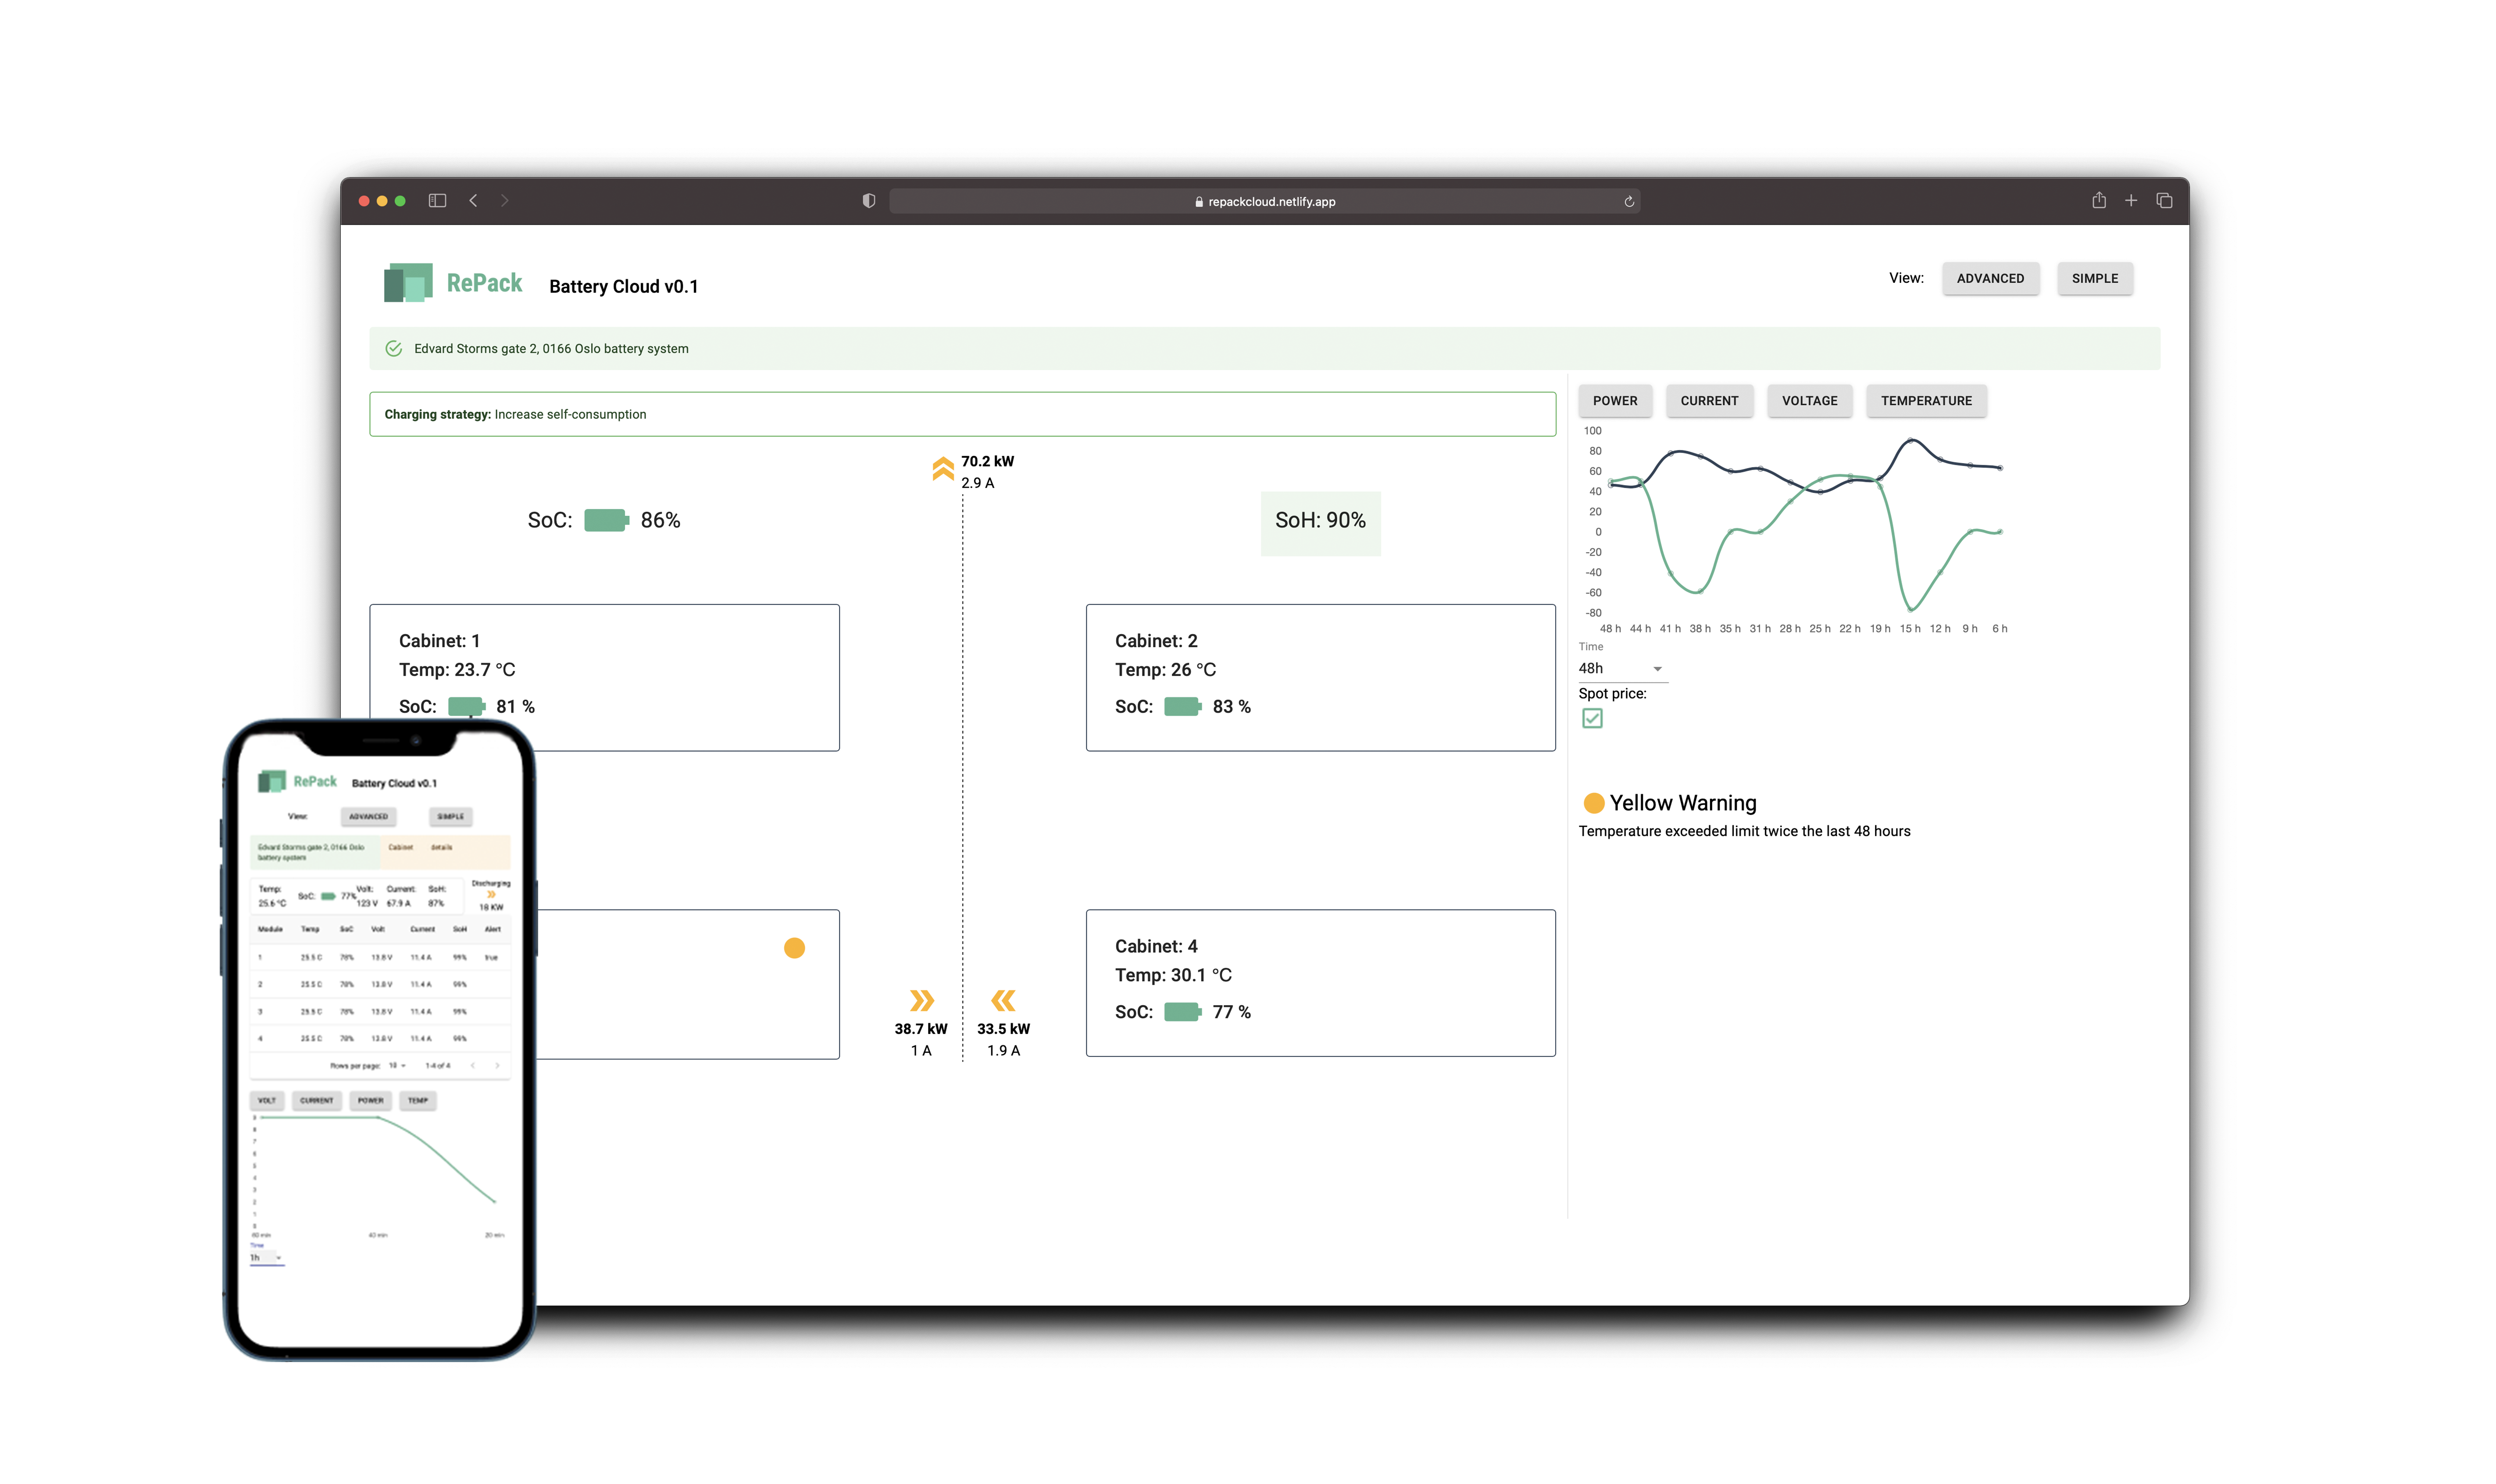 repackcloud.netlify.app
RePack
Battery Cloud v0.1
View:
ADVANCED
SIMPLE
Edvard Storms gate 2, 0166 Oslo battery system
Charging strategy: Increase self-consumption
70.2 kW
2.9 A
SoC: 86%
SoH: 90%
Cabinet: 1
Temp: 23.7 °C
SoC: 81 %
Cabinet: 2
Temp: 26 °C
SoC: 83 %
38.7 kW
1 A
33.5 kW
1.9 A
Cabinet: 4
Temp: 30.1 °C
SoC: 77 %
POWER
CURRENT
VOLTAGE
TEMPERATURE
100
80
60
40
20
0
-20
-40
-60
-80
48 h 44 h 41 h 38 h 35 h 31 h 28 h 25 h 22 h 19 h 15 h 12 h 9 h 6 h
Time
48h
Spot price:
Yellow Warning
Temperature exceeded limit twice the last 48 hours
RePack
Battery Cloud v0.1
View:
ADVANCED
SIMPLE
Edvard Storms gate 2, 0166 Oslo
battery system
Cabinet details
Temp:
25.6 °C
SoC: 77%
Volt:
123 V
Current:
67.9 A
SoH:
87%
Discharging
18 KW
Module Temp SoC Volt Current SoH Alert
1 25.5 C 78% 13.8 V 11.4 A 99% true
2 25.5 C 78% 13.8 V 11.4 A 99%
3 25.5 C 78% 13.8 V 11.4 A 99%
4 25.5 C 78% 13.8 V 11.4 A 99%
Rows per page: 10 1-4 of 4
VOLT
CURRENT
POWER
TEMP
9
8
7
6
5
4
3
2
1
0
60 min 40 min 20 min
Time
1h